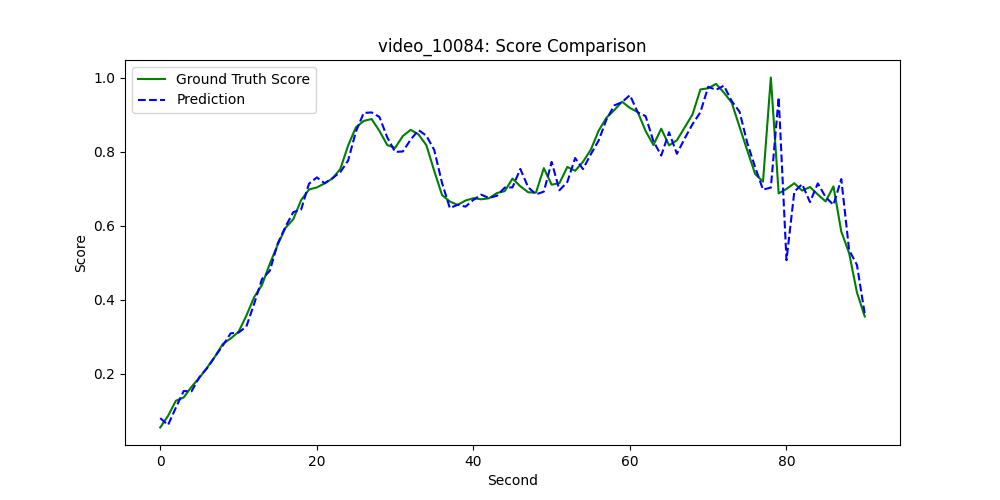 video_10084: Score Comparison
Ground Truth Score
Prediction
1.0
0.8
0.6
0.4
0.2
Score
0 20 40 60 80
Second